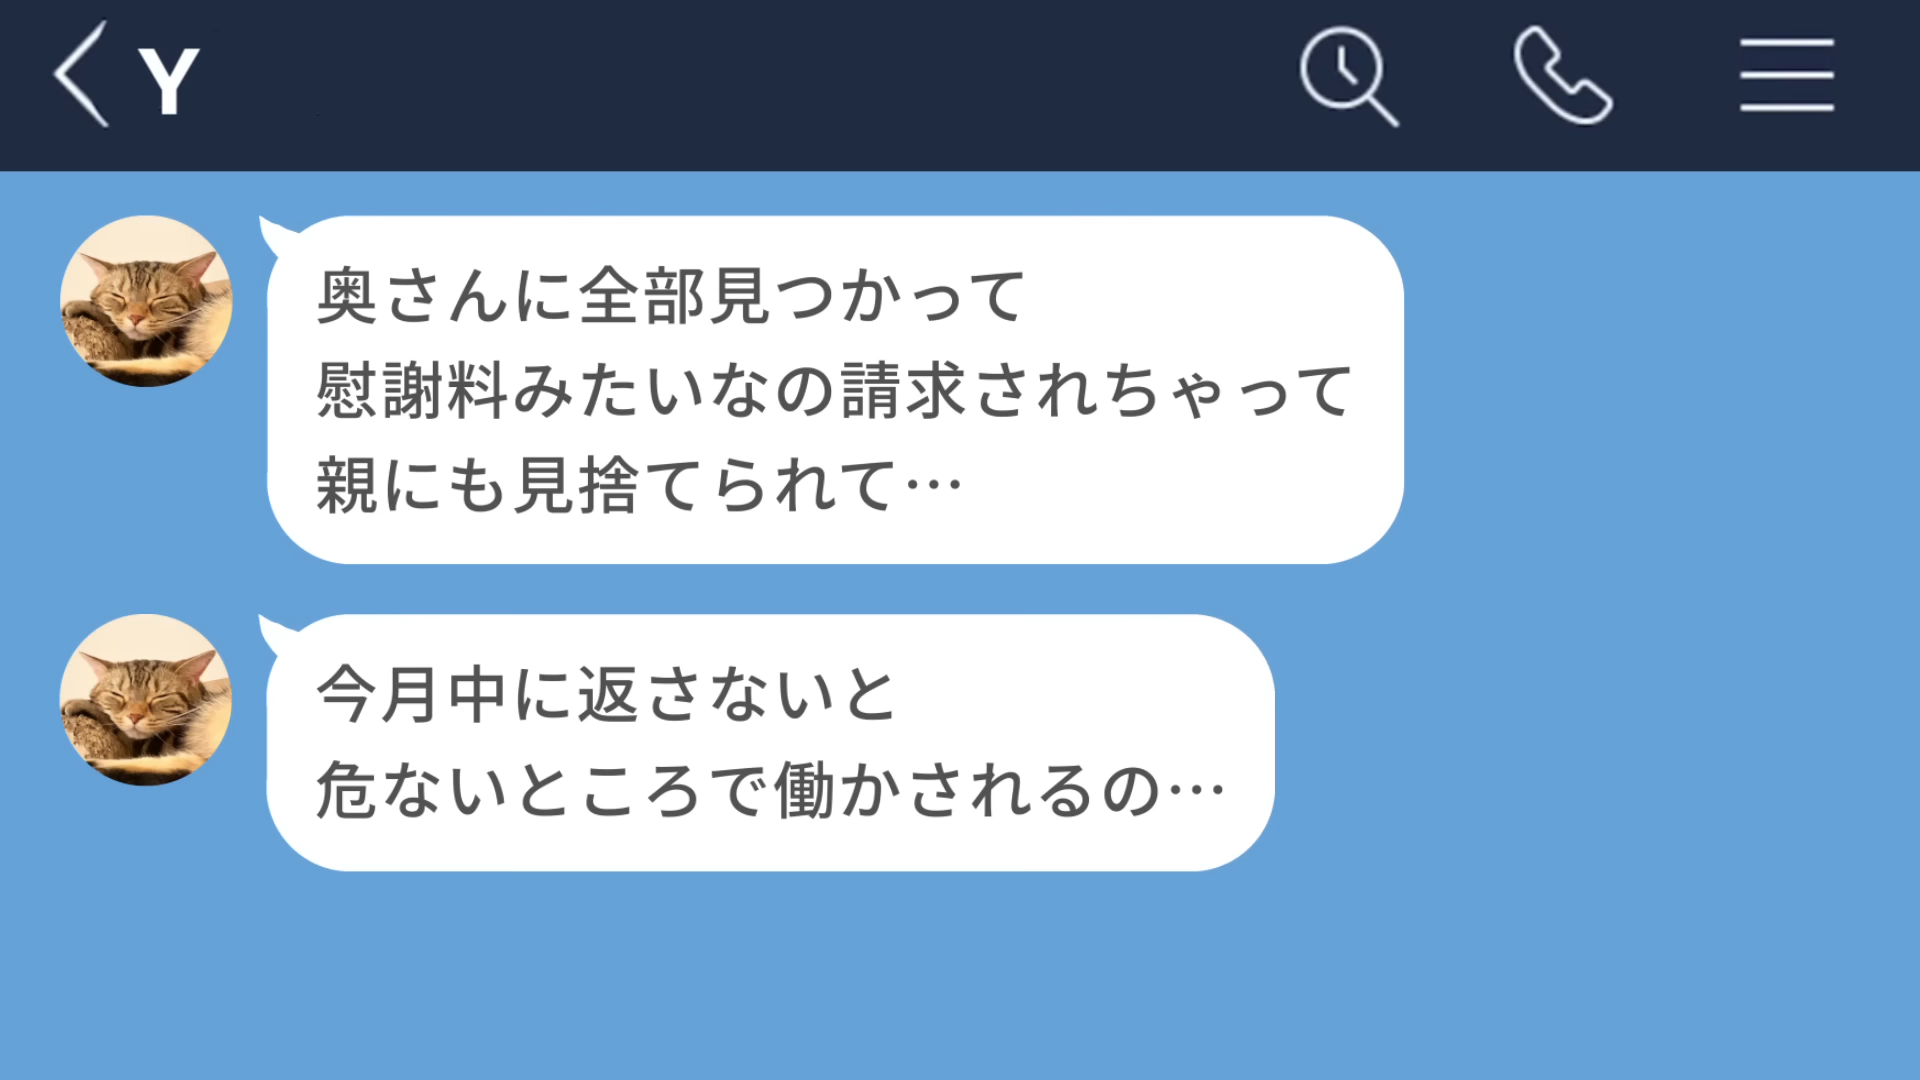 Y
奥さんに全部見つかって
慰謝料みたいなの請求されちゃって
親にも見捨てられて…
今月中に返さないと
危ないところで働かされるの…